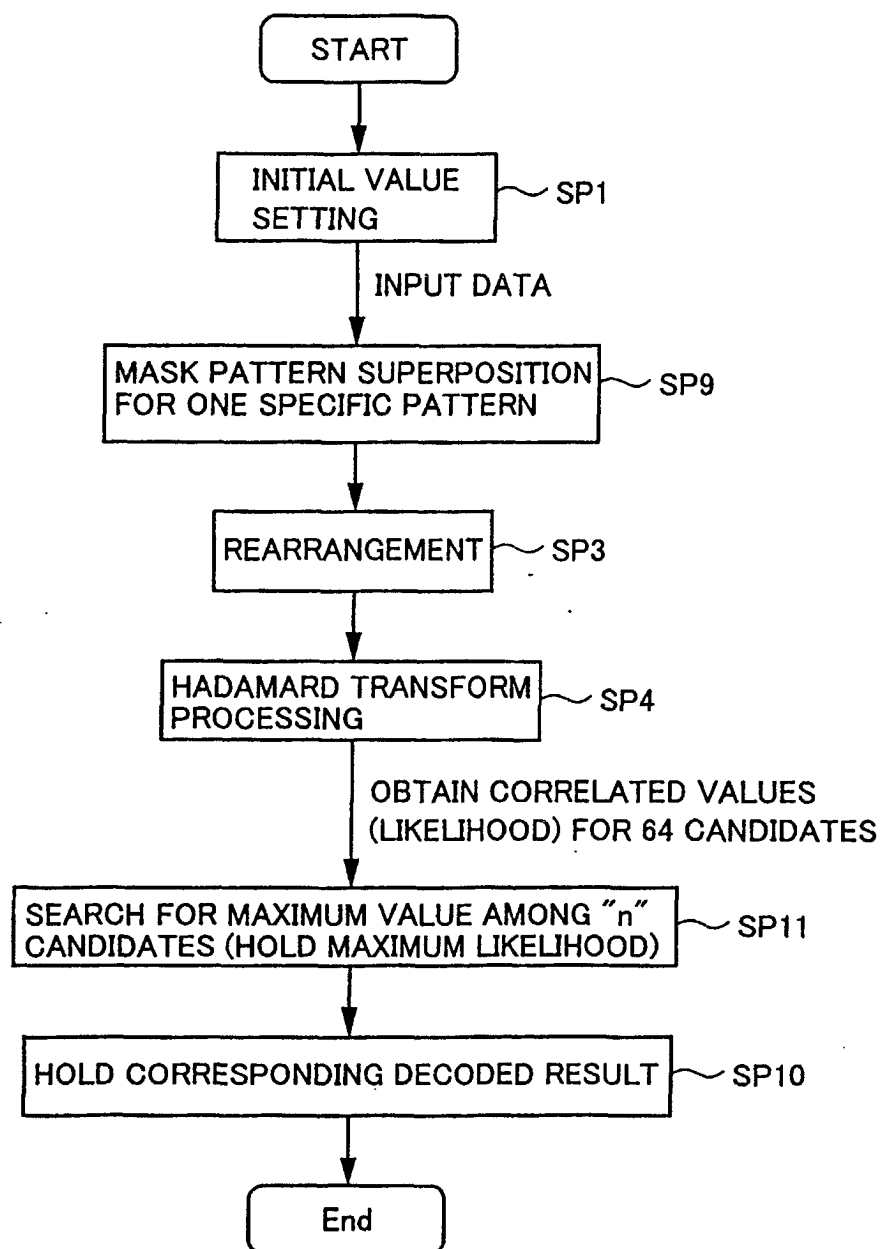 START
INITIAL VALUE
SETTING
SP1
INPUT DATA
MASK PATTERN SUPERPOSITION
FOR ONE SPECIFIC PATTERN
SP9
REARRANGEMENT
SP3
HADAMARD TRANSFORM
PROCESSING
SP4
OBTAIN CORRELATED VALUES
(LIKELIHOOD) FOR 64 CANDIDATES
SEARCH FOR MAXIMUM VALUE AMONG "n"
CANDIDATES (HOLD MAXIMUM LIKELIHOOD)
SP11
HOLD CORRESPONDING DECODED RESULT
SP10
End